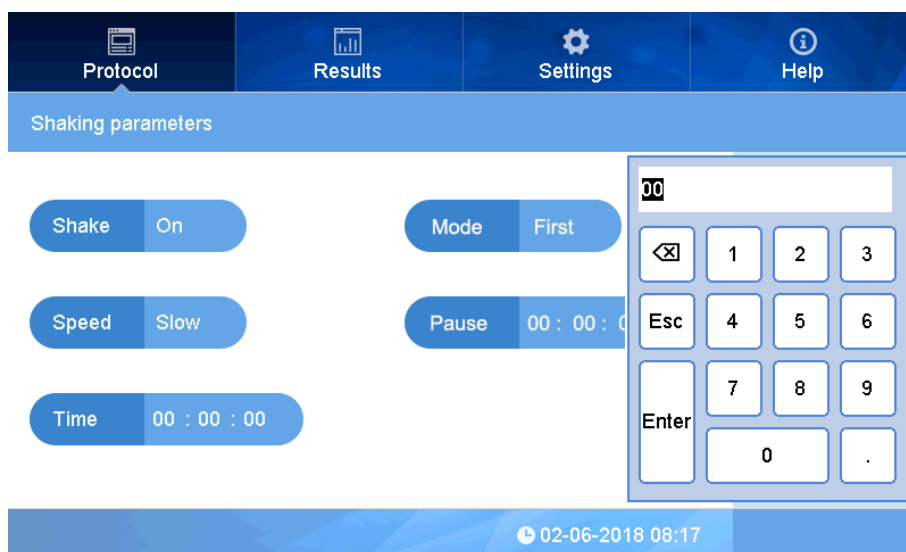 Protocol Results Settings Help
Shaking parameters
00
Shake On Mode First
1 2 3
Speed Slow Pause 00 : 00 :
Esc 4 5 6
7 8 9
Time 00 : 00 : 00
Enter
0 .
02-06-2018 08:17